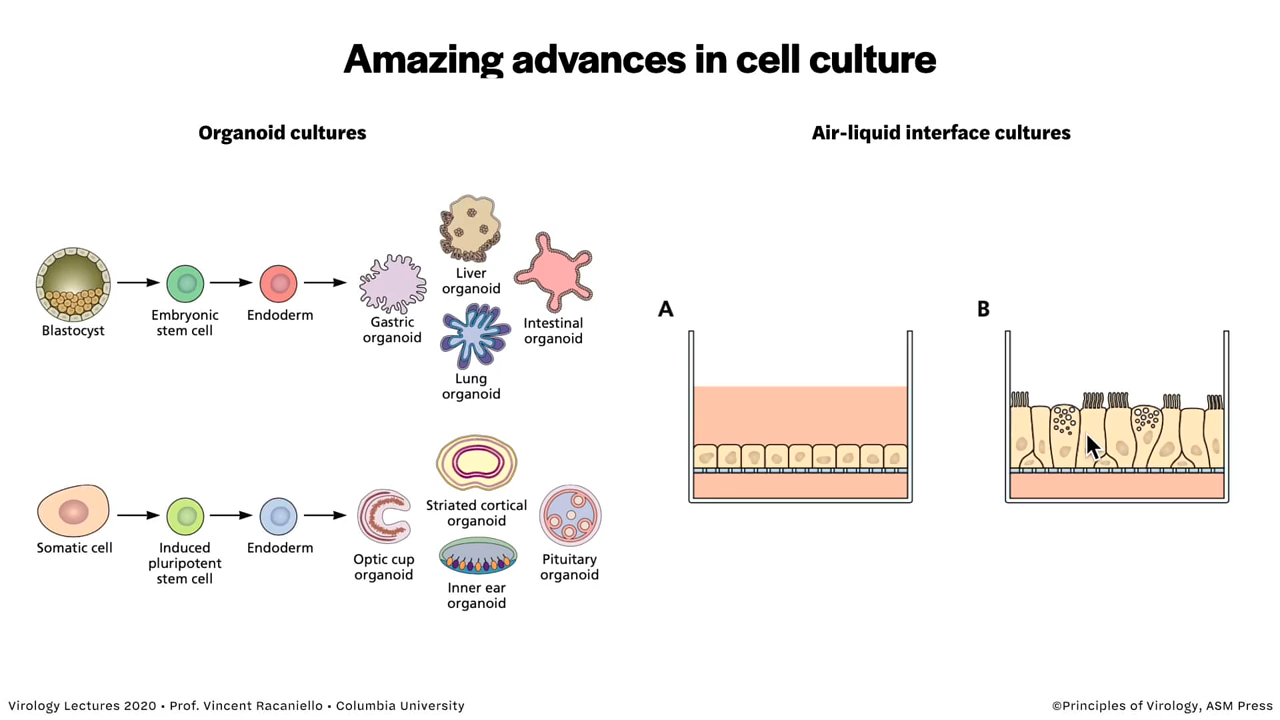 Amazing advances in cell culture
Organoid cultures
Air-liquid interface cultures
Blastocyst
Embryonic
stem cell
Endoderm
Gastric
organoid
Liver
organoid
Lung
organoid
Intestinal
organoid
Somatic cell
Induced
pluripotent
stem cell
Endoderm
Optic cup
organoid
Striated cortical
organoid
Inner ear
organoid
Pituitary
organoid
A
B
Virology Lectures 2020 • Prof. Vincent Racaniello • Columbia University
©Principles of Virology, ASM Press